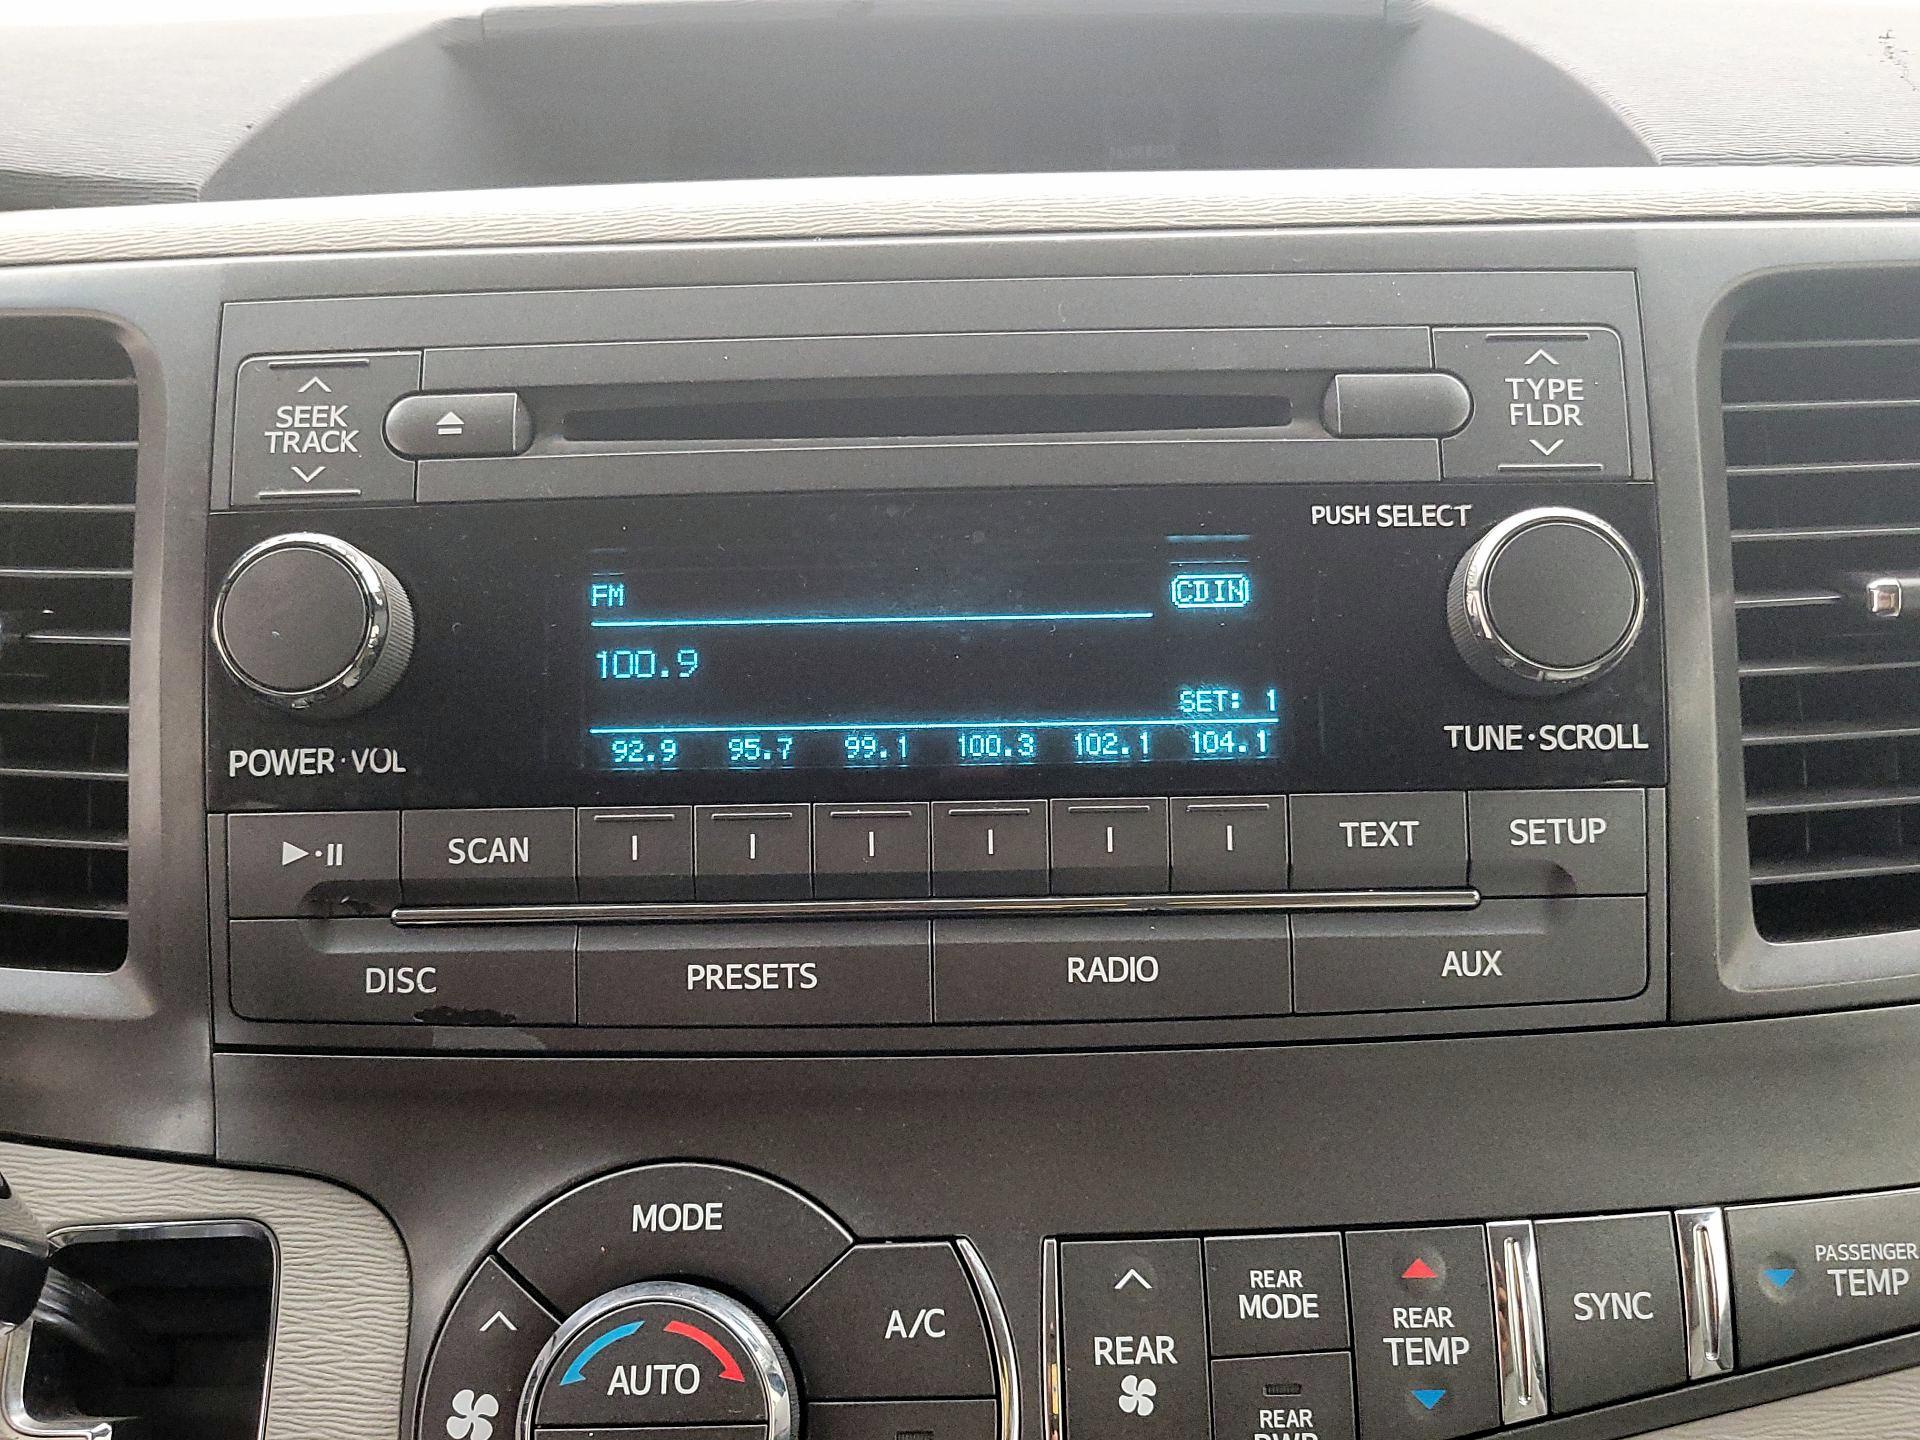 SEEK
TRACK
TYPE
FLDR
PUSH SELECT
FM
CD IN
100.9
SET: 1
92.9 95.7 99.1 100.3 102.1 104.1
POWER·VOL
TUNE·SCROLL
SCAN
TEXT
SETUP
DISC
PRESETS
RADIO
AUX
MODE
A/C
AUTO
REAR
REAR
MODE
REAR
TEMP
SYNC
PASSENGER
TEMP
REAR